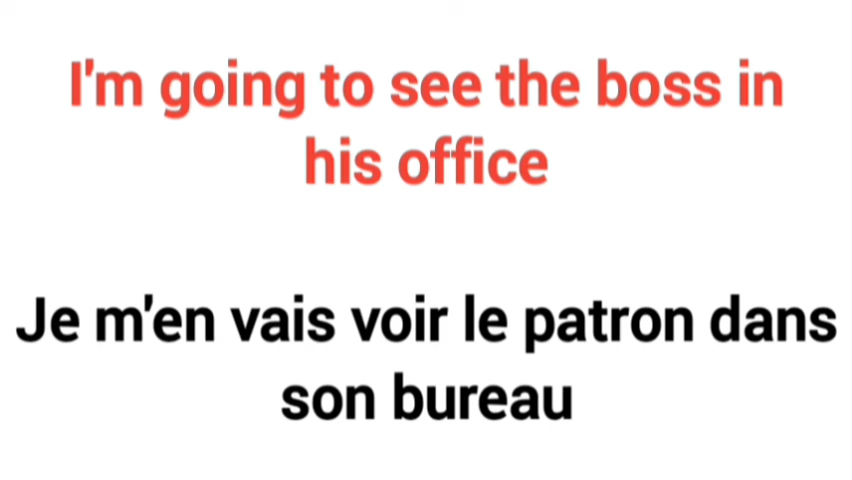 I'm going to see the boss in
his office
Je m'en vais voir le patron dans
son bureau